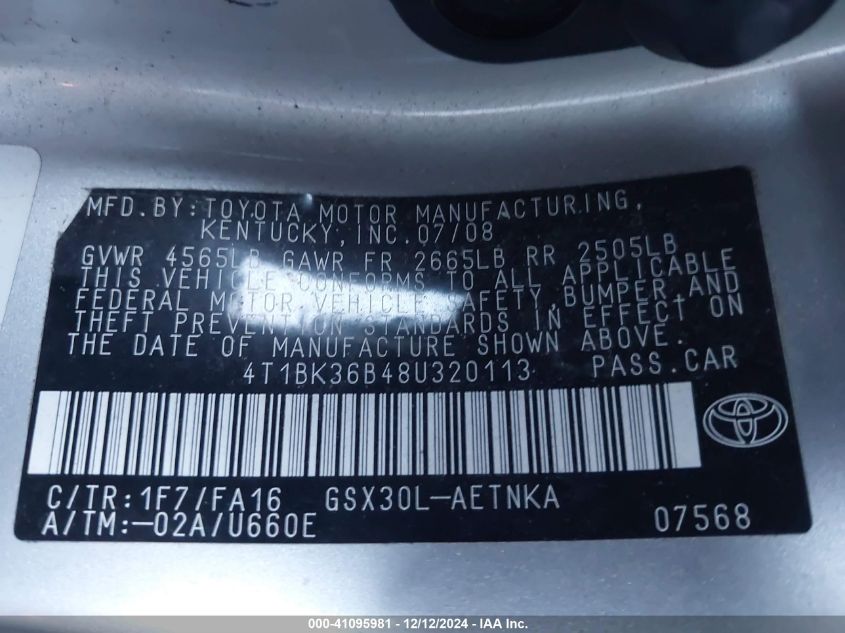 MFD. BY: TOYOTA MOTOR MANUFACTURING,
KENTUCKY, INC. 07/08
GVWR 4565LB GAWR FR 2665LB RR 2505LB
THIS VEHICLE CONFORMS TO ALL APPLICABLE
FEDERAL MOTOR VEHICLE SAFETY, BUMPER, AND
THEFT PREVENTION STANDARDS IN EFFECT ON
THE DATE OF MANUFACTURE SHOWN ABOVE.
4T1BK36B48U320113 PASS. CAR
C/TR: 1F7/FA16 GSX30L-AETNKA
A/TM: -02A/U660E 07568
000-41095981 - 12/12/2024 - IAA Inc.